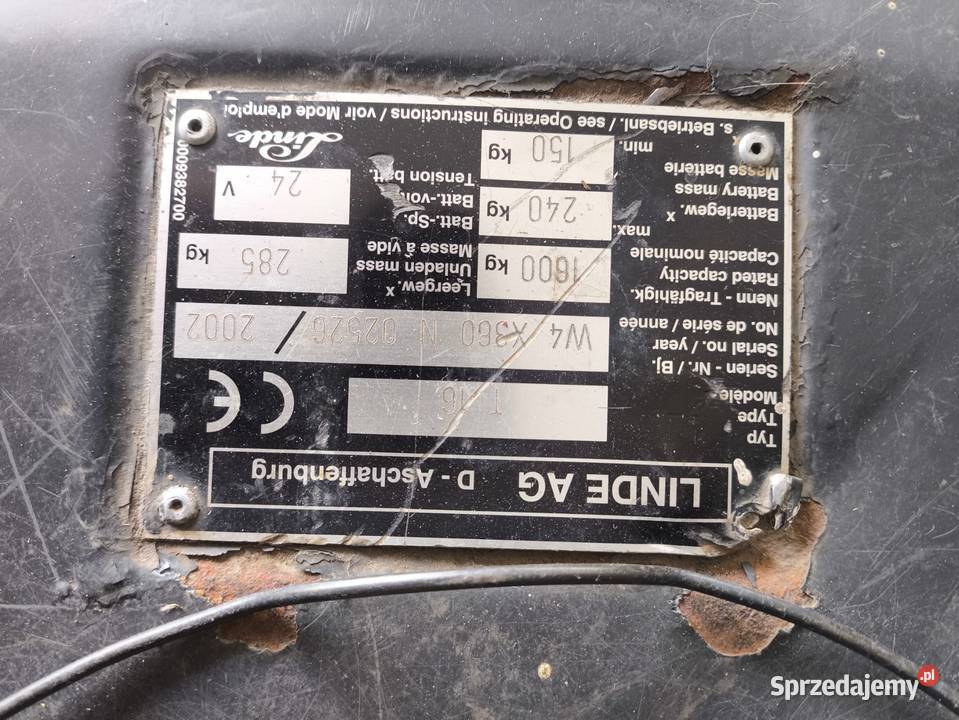 LINDE AG D - Aschaffenburg
Typ
Type
Modèle
T 16
CE
Serien - Nr. / Bj.
Serial no. / year
No. de série / année
W4 X360 N 02526 / 2002
Nenn - Tragfähigk.
Rated capacity
Capacité nominale
1600 kg
Leergew. x
Unladen mass
Masse à vide
285 kg
Batteriegew. x
Battery mass
Masse batterie
max. 240 kg
min. 150 kg
Batt.-Sp.
Batt.-vol
Tension batt.
24 V
x
s. Betriebsanl. / see Operating instructions / voir Mode d'emploi
Linde
0009382700
Sprzedajemy.pl